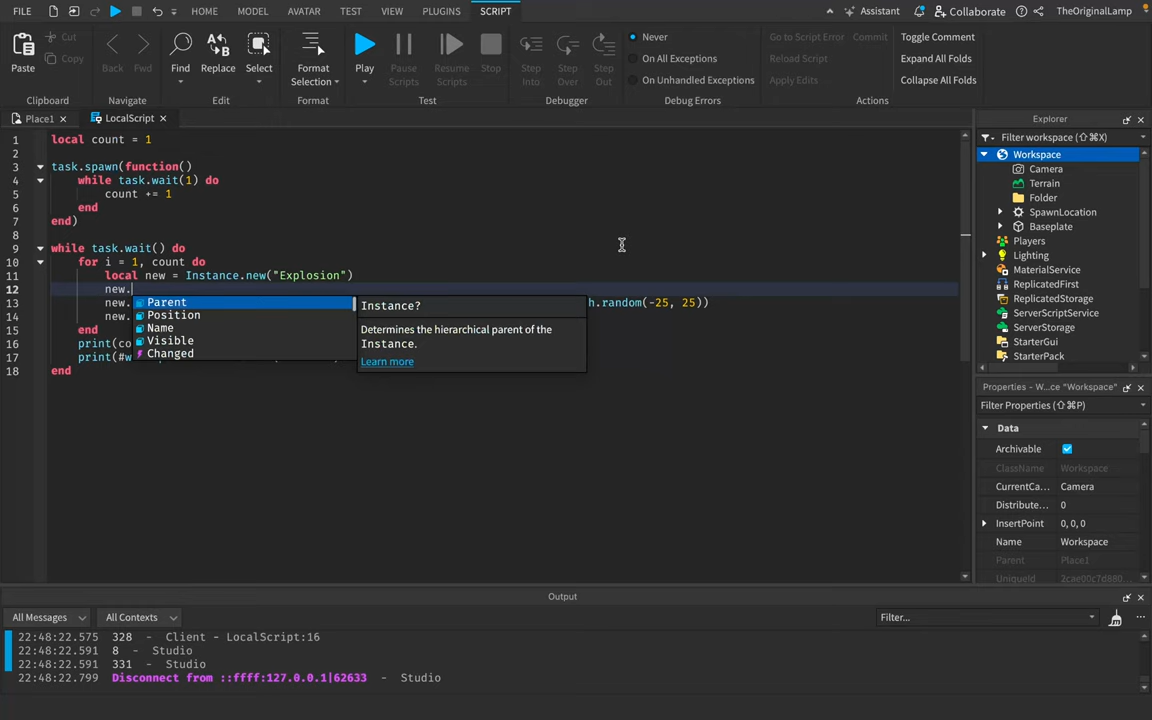 FILE HOME MODEL AVATAR TEST VIEW PLUGINS SCRIPT Assistant Collaborate TheOriginalLamp
Paste Cut Copy
Clipboard
Back Fwd
Navigate
Find Replace Select
Edit
Format Selection
Format
Play Pause Scripts Resume Scripts Stop
Test
Step Into Step Over Step Out
Debugger
Never
On All Exceptions
On Unhandled Exceptions
Debug Errors
Go to Script Error Commit
Reload Script
Apply Edits
Toggle Comment
Expand All Folds
Collapse All Folds
Actions
Place1 LocalScript
1 local count = 1
2
3 task.spawn(function()
4 while task.wait(1) do
5 count += 1
6 end
7 end)
8
9 while task.wait() do
10 for i = 1, count do
11 local new = Instance.new("Explosion")
12 new.
13 new. h.random(-25, 25))
14 new.
15 end
16 print(co
17 print(#w
18 end
Parent
Position
Name
Visible
Changed
Instance?
Determines the hierarchical parent of the
Instance.
Learn more
Explorer
Filter workspace (⇧⌘X)
Workspace
Camera
Terrain
Folder
SpawnLocation
Baseplate
Players
Lighting
MaterialService
ReplicatedFirst
ReplicatedStorage
ServerScriptService
ServerStorage
StarterGui
StarterPack
Properties - W...ce "Workspace"
Filter Properties (⇧⌘P)
Data
Archivable
ClassName Workspace
CurrentCa... Camera
Distribute... 0
InsertPoint 0, 0, 0
Name Workspace
Parent Place1
Output
All Messages All Contexts Filter...
22:48:22.575 328 - Client - LocalScript:16
22:48:22.591 8 - Studio
22:48:22.591 331 - Studio
22:48:22.799 Disconnect from ::ffff:127.0.0.1|62633 - Studio